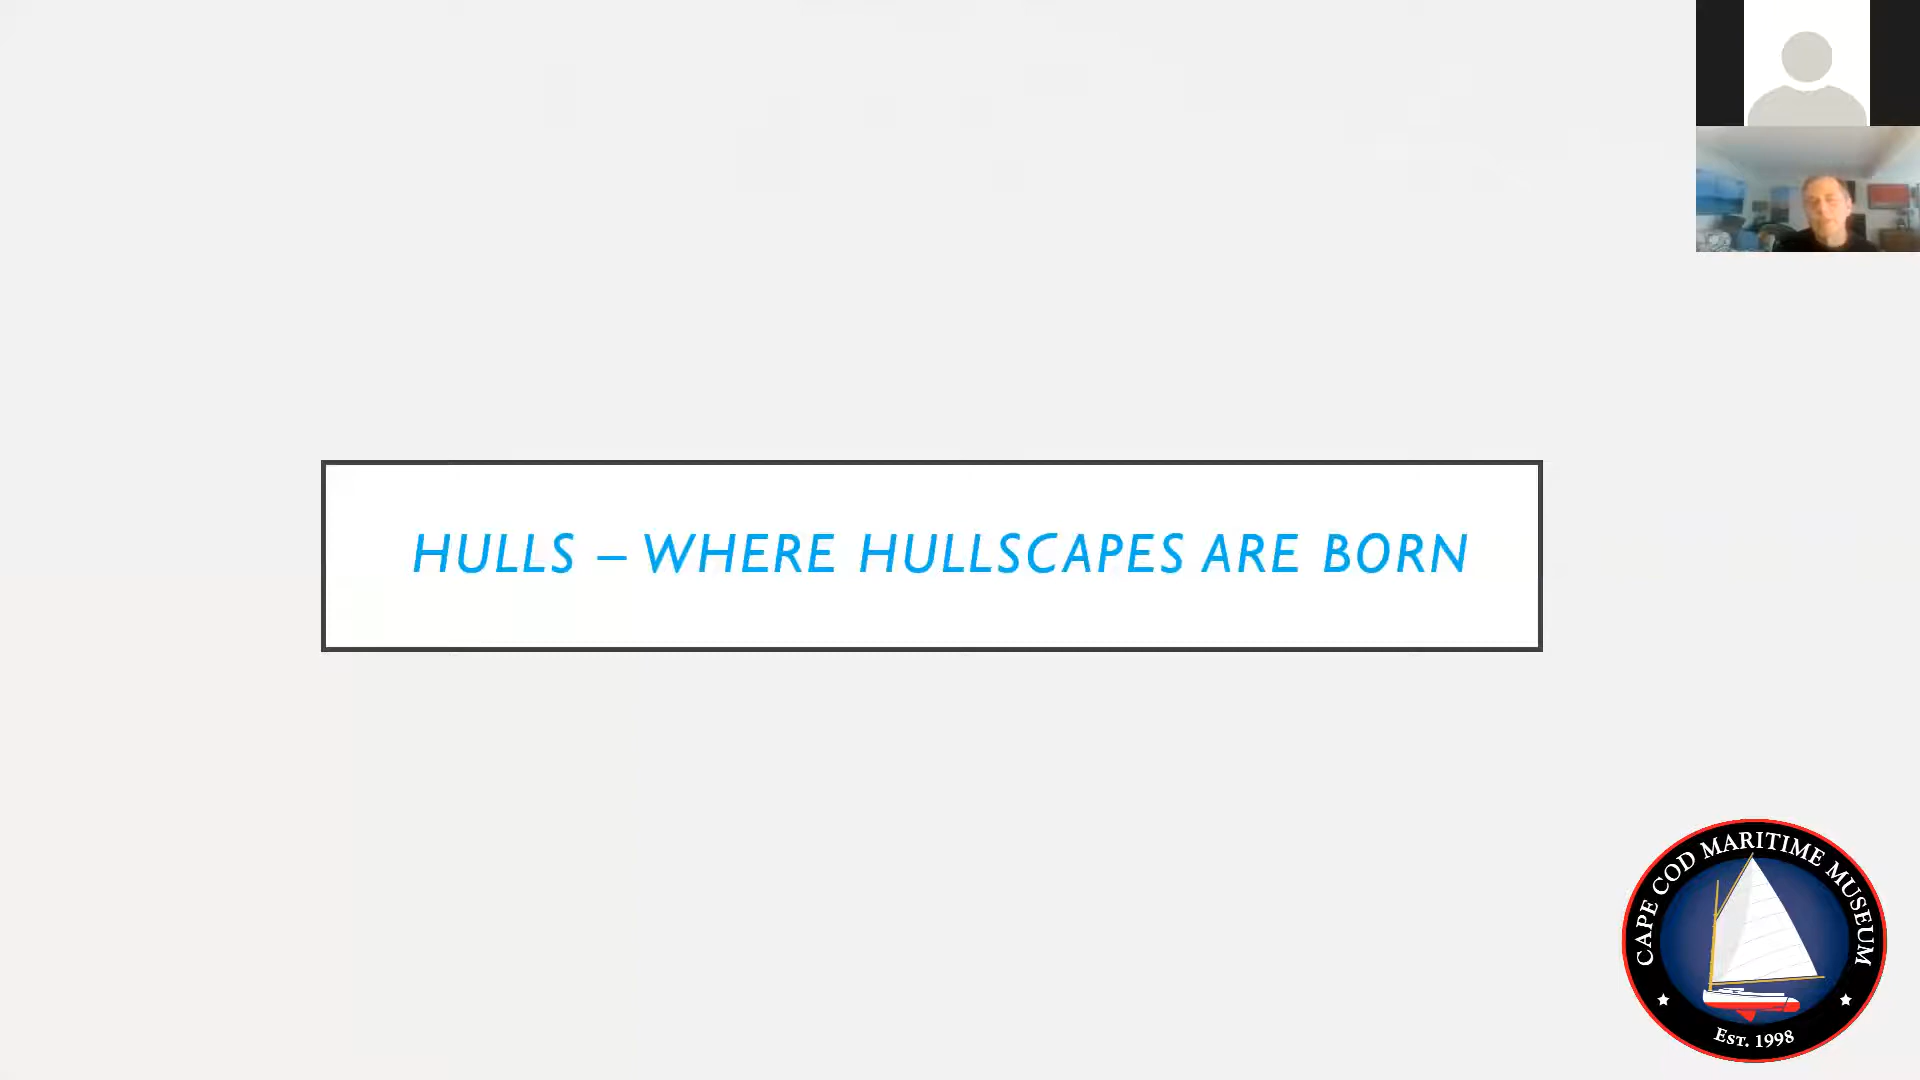 HULLS – WHERE HULLSCAPES ARE BORN
CAPE COD MARITIME MUSEUM
EST. 1998